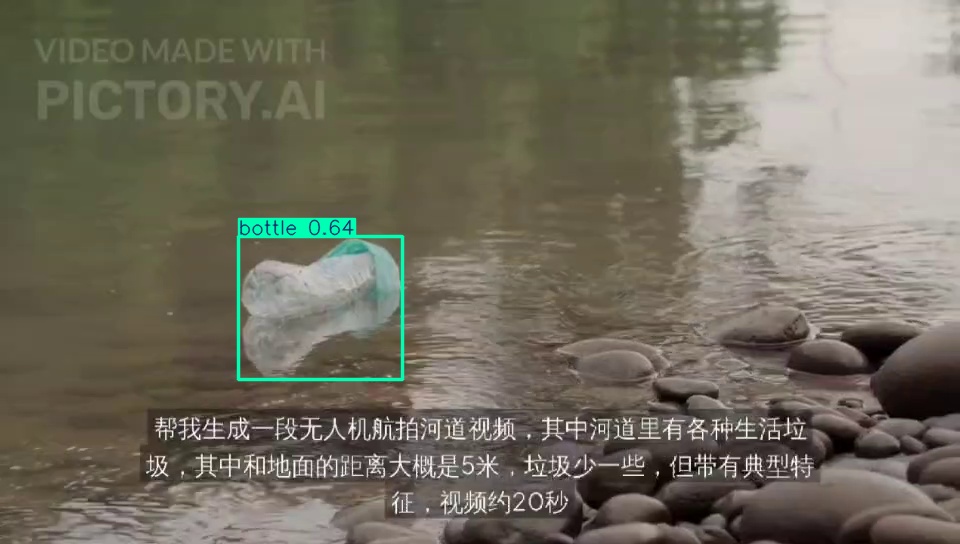 VIDEO MADE WITH
PICTORY.AI
bottle 0.64
帮我生成一段无人机航拍河道视频，其中河道里有各种生活垃
圾，其中和地面的距离大概是5米，垃圾少一些，但带有典型特
征，视频约20秒